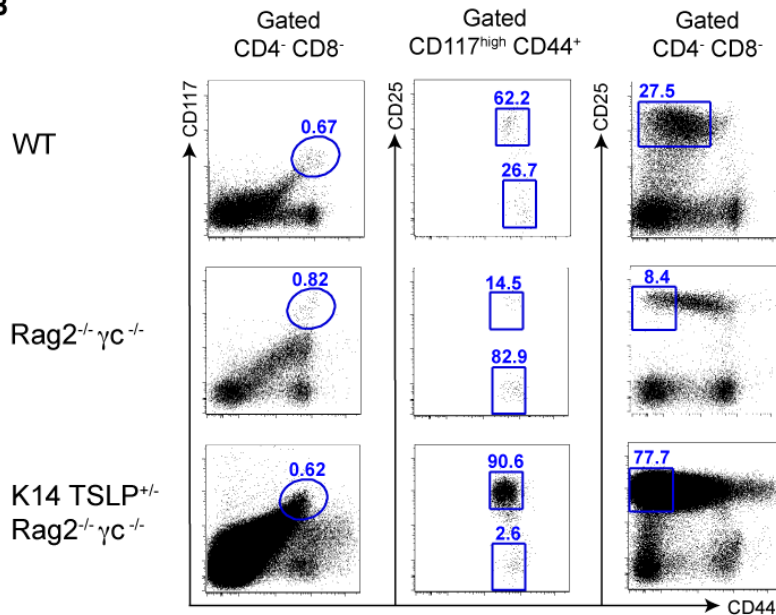 B
Gated
CD4⁻ CD8⁻
Gated
CD117ʰⁱᵍʰ CD44⁺
Gated
CD4⁻ CD8⁻
CD117
CD25
CD25
WT
0.67
62.2
26.7
27.5
Rag2⁻/⁻ γc ⁻/⁻
0.82
14.5
82.9
8.4
K14 TSLP⁺/⁻
Rag2⁻/⁻ γc ⁻/⁻
0.62
90.6
2.6
77.7
CD44